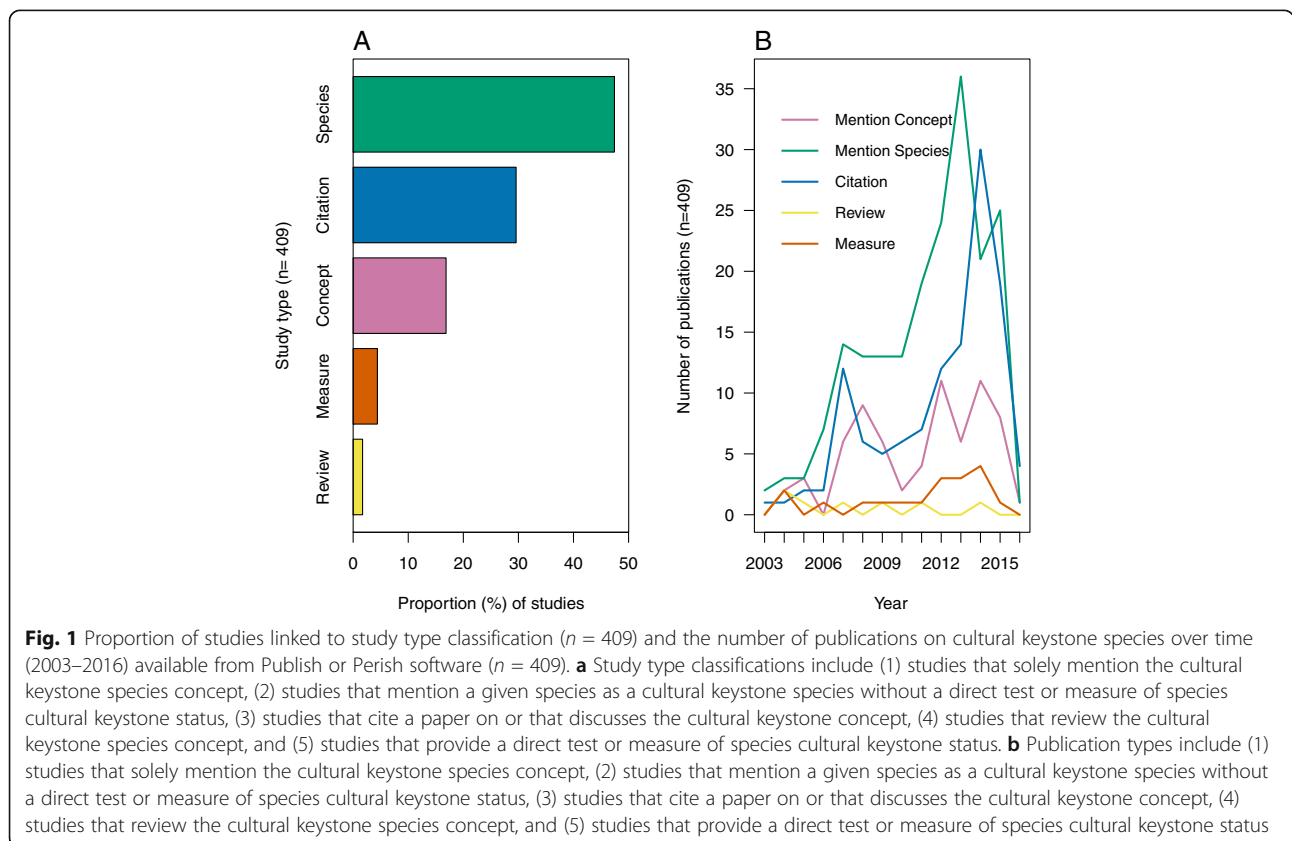 A
Study type (n= 409)
Species
Citation
Concept
Measure
Review
0 10 20 30 40 50
Proportion (%) of studies
B
Number of publications (n=409)
35
30
25
20
15
10
5
0
Mention Concept
Mention Species
Citation
Review
Measure
2003 2006 2009 2012 2015
Year
Fig. 1 Proportion of studies linked to study type classification (n = 409) and the number of publications on cultural keystone species over time
(2003–2016) available from Publish or Perish software (n = 409). a Study type classifications include (1) studies that solely mention the cultural
keystone species concept, (2) studies that mention a given species as a cultural keystone species without a direct test or measure of species
cultural keystone status, (3) studies that cite a paper on or that discusses the cultural keystone concept, (4) studies that review the cultural
keystone species concept, and (5) studies that provide a direct test or measure of species cultural keystone status. b Publication types include (1)
studies that solely mention the cultural keystone species concept, (2) studies that mention a given species as a cultural keystone species without
a direct test or measure of species cultural keystone status, (3) studies that cite a paper on or that discusses the cultural keystone concept, (4)
studies that review the cultural keystone species concept, and (5) studies that provide a direct test or measure of species cultural keystone status